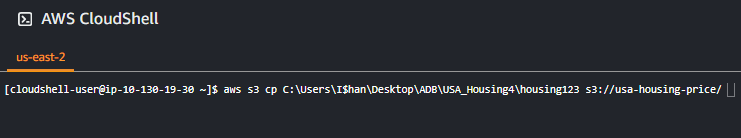 AWS CloudShell
us-east-2
[cloudshell-user@ip-10-130-19-30 ~]$ aws s3 cp C:\Users\I$han\Desktop\ADB\USA_Housing4\housing123 s3://usa-housing-price/